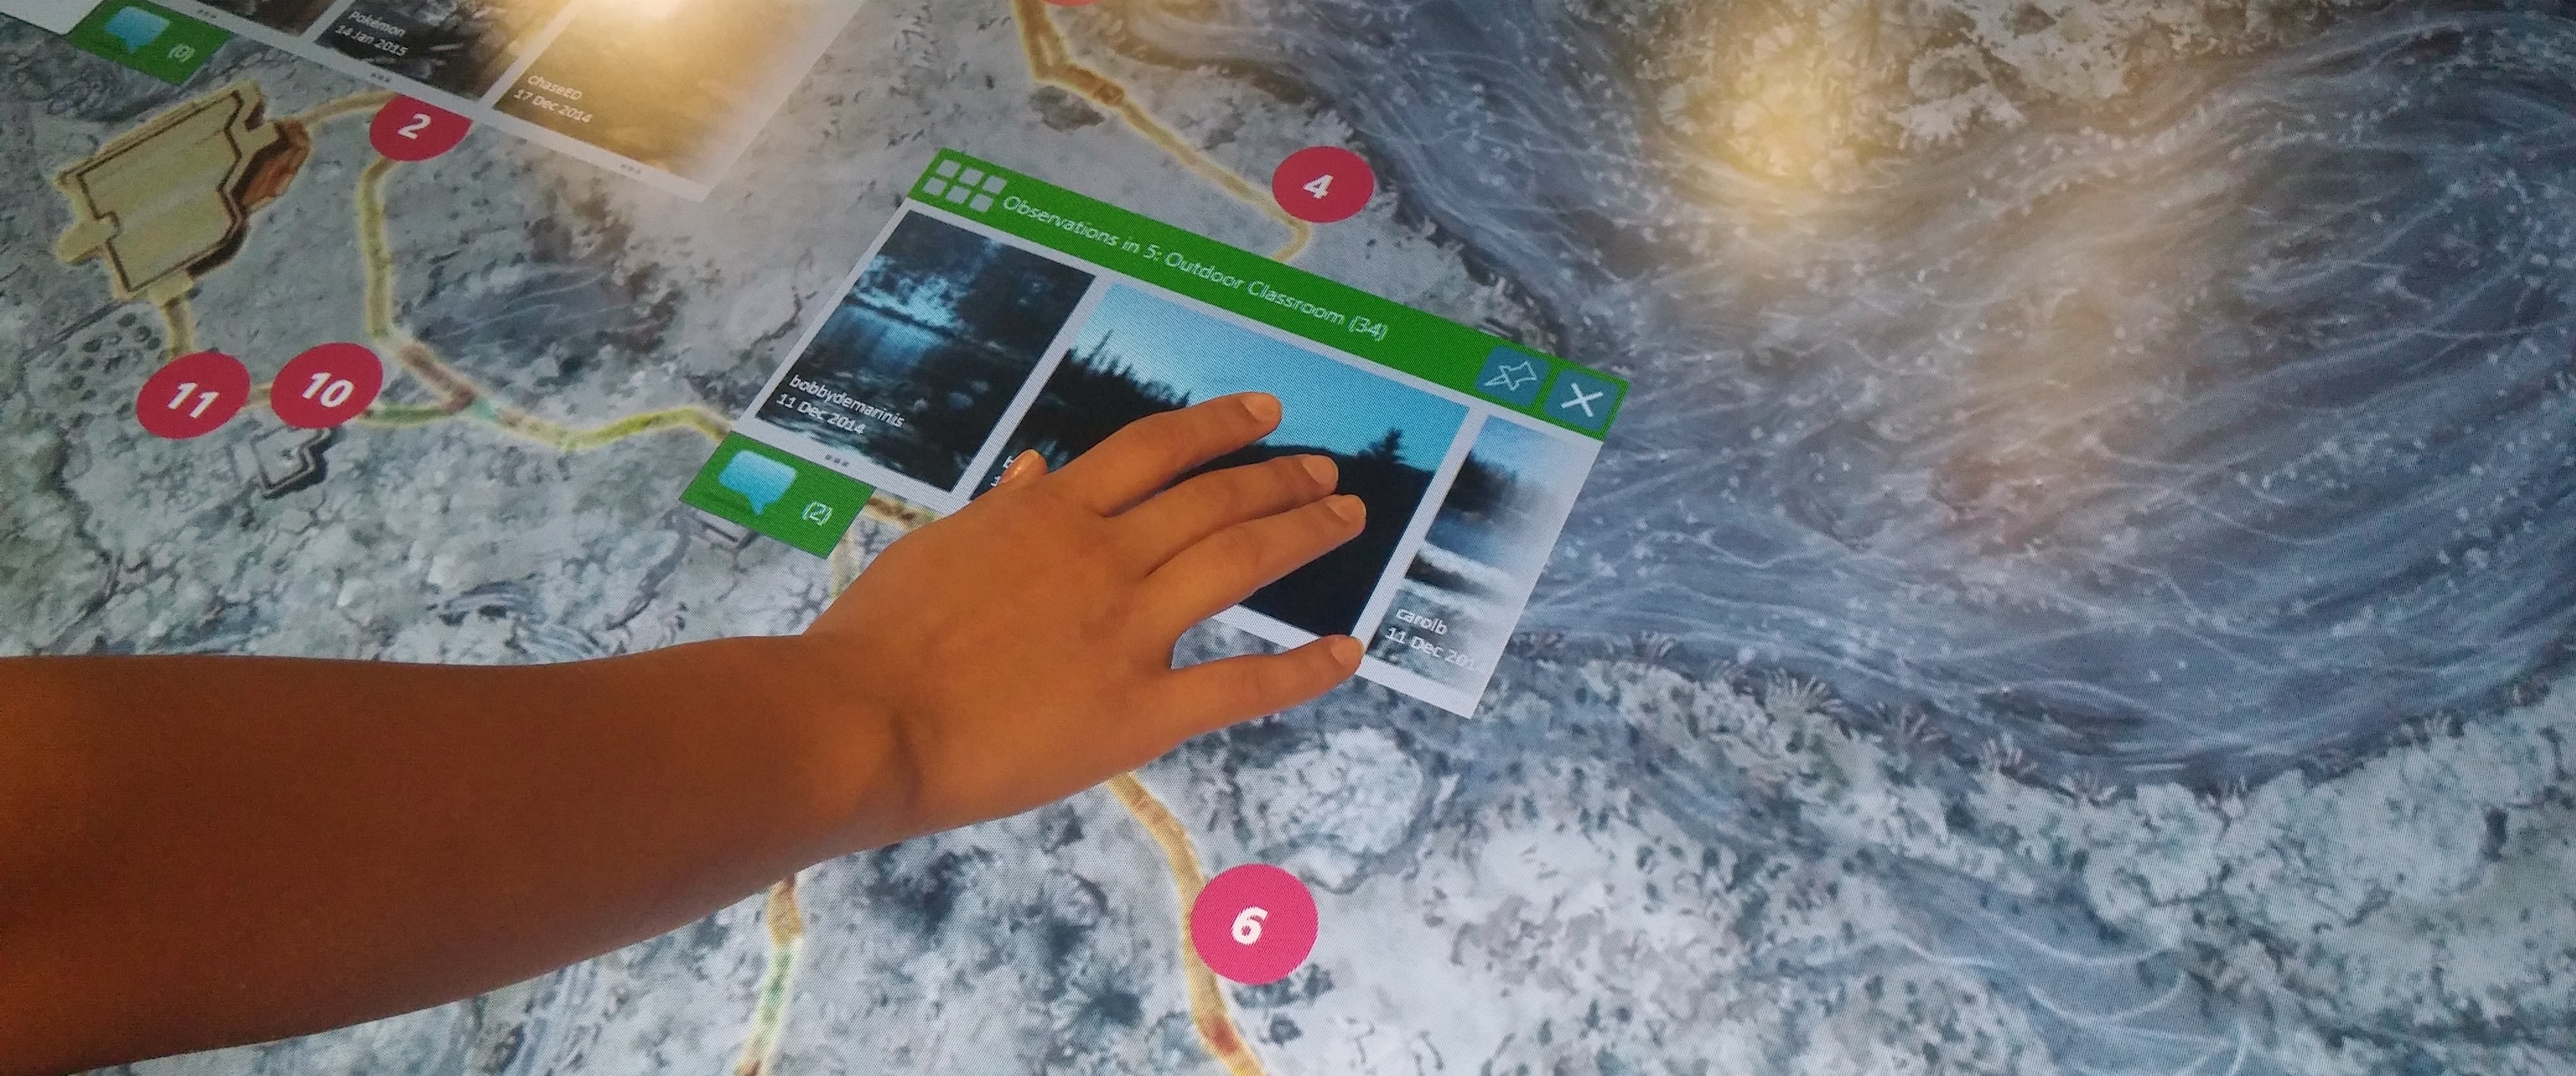 (0)
pokémon
14 Jan 2015
chaseED
17 Dec 2014
2
4
Observations in 5: Outdoor Classroom (34)
11
10
bobbydemarinis
11 Dec 2014
(2)
carolb
11 Dec 201
6